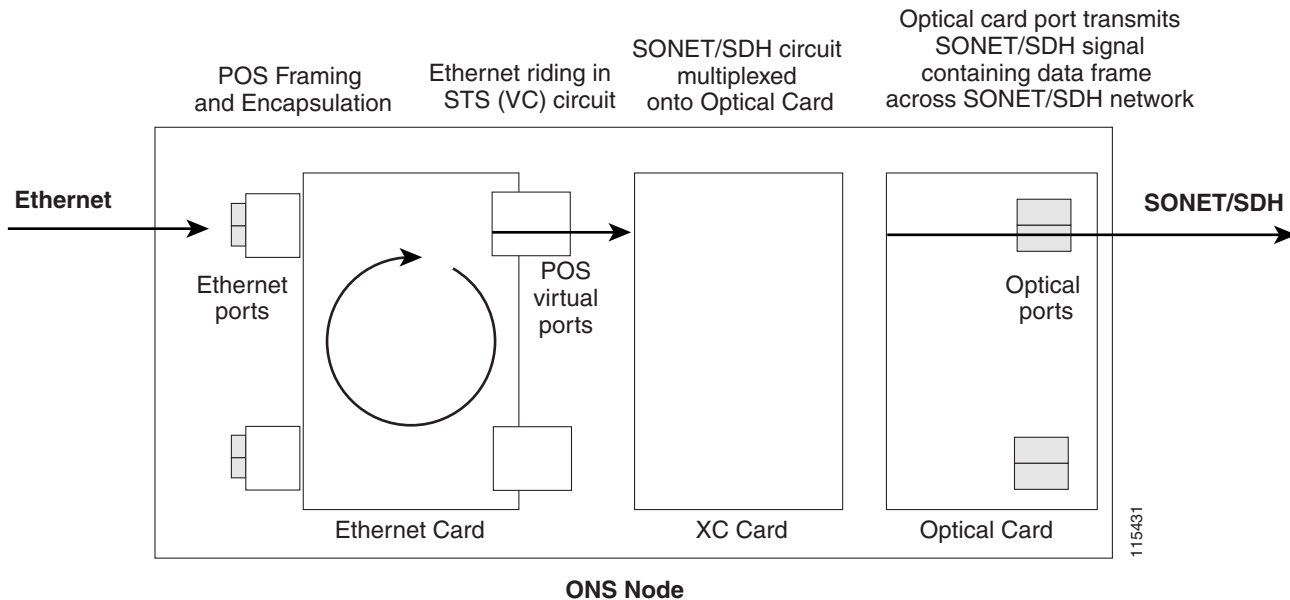 POS Framing
and Encapsulation
Ethernet riding in
STS (VC) circuit
SONET/SDH circuit
multiplexed
onto Optical Card
Optical card port transmits
SONET/SDH signal
containing data frame
across SONET/SDH network
Ethernet
SONET/SDH
Ethernet
ports
POS
virtual
ports
Optical
ports
Ethernet Card
XC Card
Optical Card
115431
ONS Node